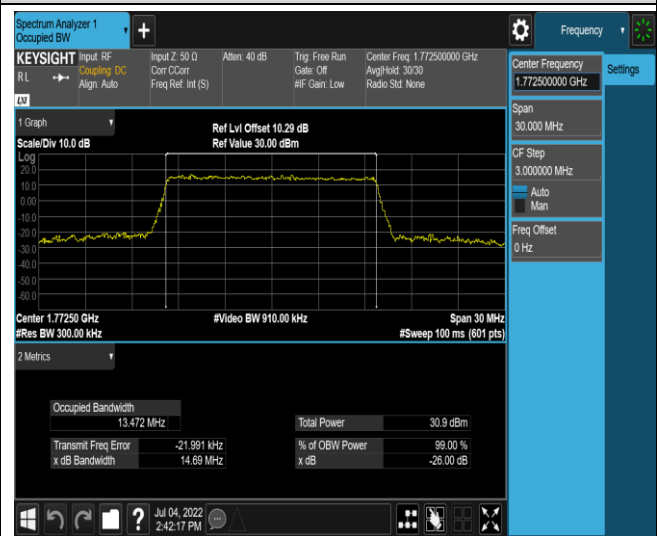 Spectrum Analyzer 1
Occupied BW
+
Frequency
KEYSIGHT
RL
LXI
Input: RF
Coupling: DC
Align: Auto
Input Z: 50 Ω
Corr CCorr
Freq Ref: Int (S)
Atten: 40 dB
Trig: Free Run
Gate: Off
#IF Gain: Low
Center Freq: 1.772500000 GHz
Avg|Hold: 30/30
Radio Std: None
Center Frequency
1.772500000 GHz
Settings
Span
30.000 MHz
CF Step
3.000000 MHz
Auto
Man
Freq Offset
0 Hz
1 Graph
Scale/Div 10.0 dB
Ref Lvl Offset 10.29 dB
Ref Value 30.00 dBm
Log
20.0
10.0
0.00
-10.0
-20.0
-30.0
-40.0
-50.0
-60.0
Center 1.77250 GHz
#Res BW 300.00 kHz
#Video BW 910.00 kHz
Span 30 MHz
#Sweep 100 ms (601 pts)
2 Metrics
Occupied Bandwidth
13.472 MHz
Total Power 30.9 dBm
Transmit Freq Error -21.991 kHz
% of OBW Power 99.00 %
x dB Bandwidth 14.69 MHz
x dB -26.00 dB
?
Jul 04, 2022
2:42:17 PM